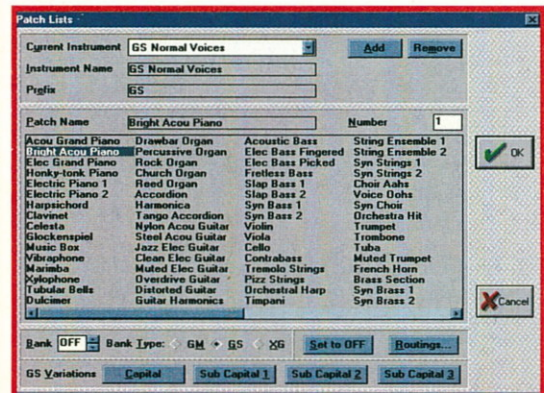 Patch Lists
Current Instrument GS Normal Voices Add Remove
Instrument Name GS Normal Voices
Prefix GS
Patch Name Bright Acou Piano Number 1
Acou Grand Piano Drawbar Organ Acoustic Bass String Ensemble 1
Bright Acou Piano Percussive Organ Elec Bass Fingered String Ensemble 2
Elec Grand Piano Rock Organ Elec Bass Picked Syn Strings 1
Honky-tonk Piano Church Organ Fretless Bass Syn Strings 2
Electric Piano 1 Reed Organ Slap Bass 1 Choir Aahs
Electric Piano 2 Accordion Slap Bass 2 Voice Oohs
Harpsichord Harmonica Syn Bass 1 Syn Choir
Clavinet Tango Accordion Syn Bass 2 Orchestra Hit
Celesta Nylon Acou Guitar Violin Trumpet
Glockenspiel Steel Acou Guitar Viola Trombone
Music Box Jazz Elec Guitar Cello Tuba
Vibraphone Clean Elec Guitar Contrabass Muted Trumpet
Marimba Muted Elec Guitar Tremolo Strings French Horn
Xylophone Overdrive Guitar Pizz Strings Brass Section
Tubular Bells Distorted Guitar Orchestral Harp Syn Brass 1
Dulcimer Guitar Harmonics Timpani Syn Brass 2
OK
Cancel
Bank OFF Bank Type: GM GS XG Set to OFF Routings...
GS Variations Capital Sub Capital 1 Sub Capital 2 Sub Capital 3